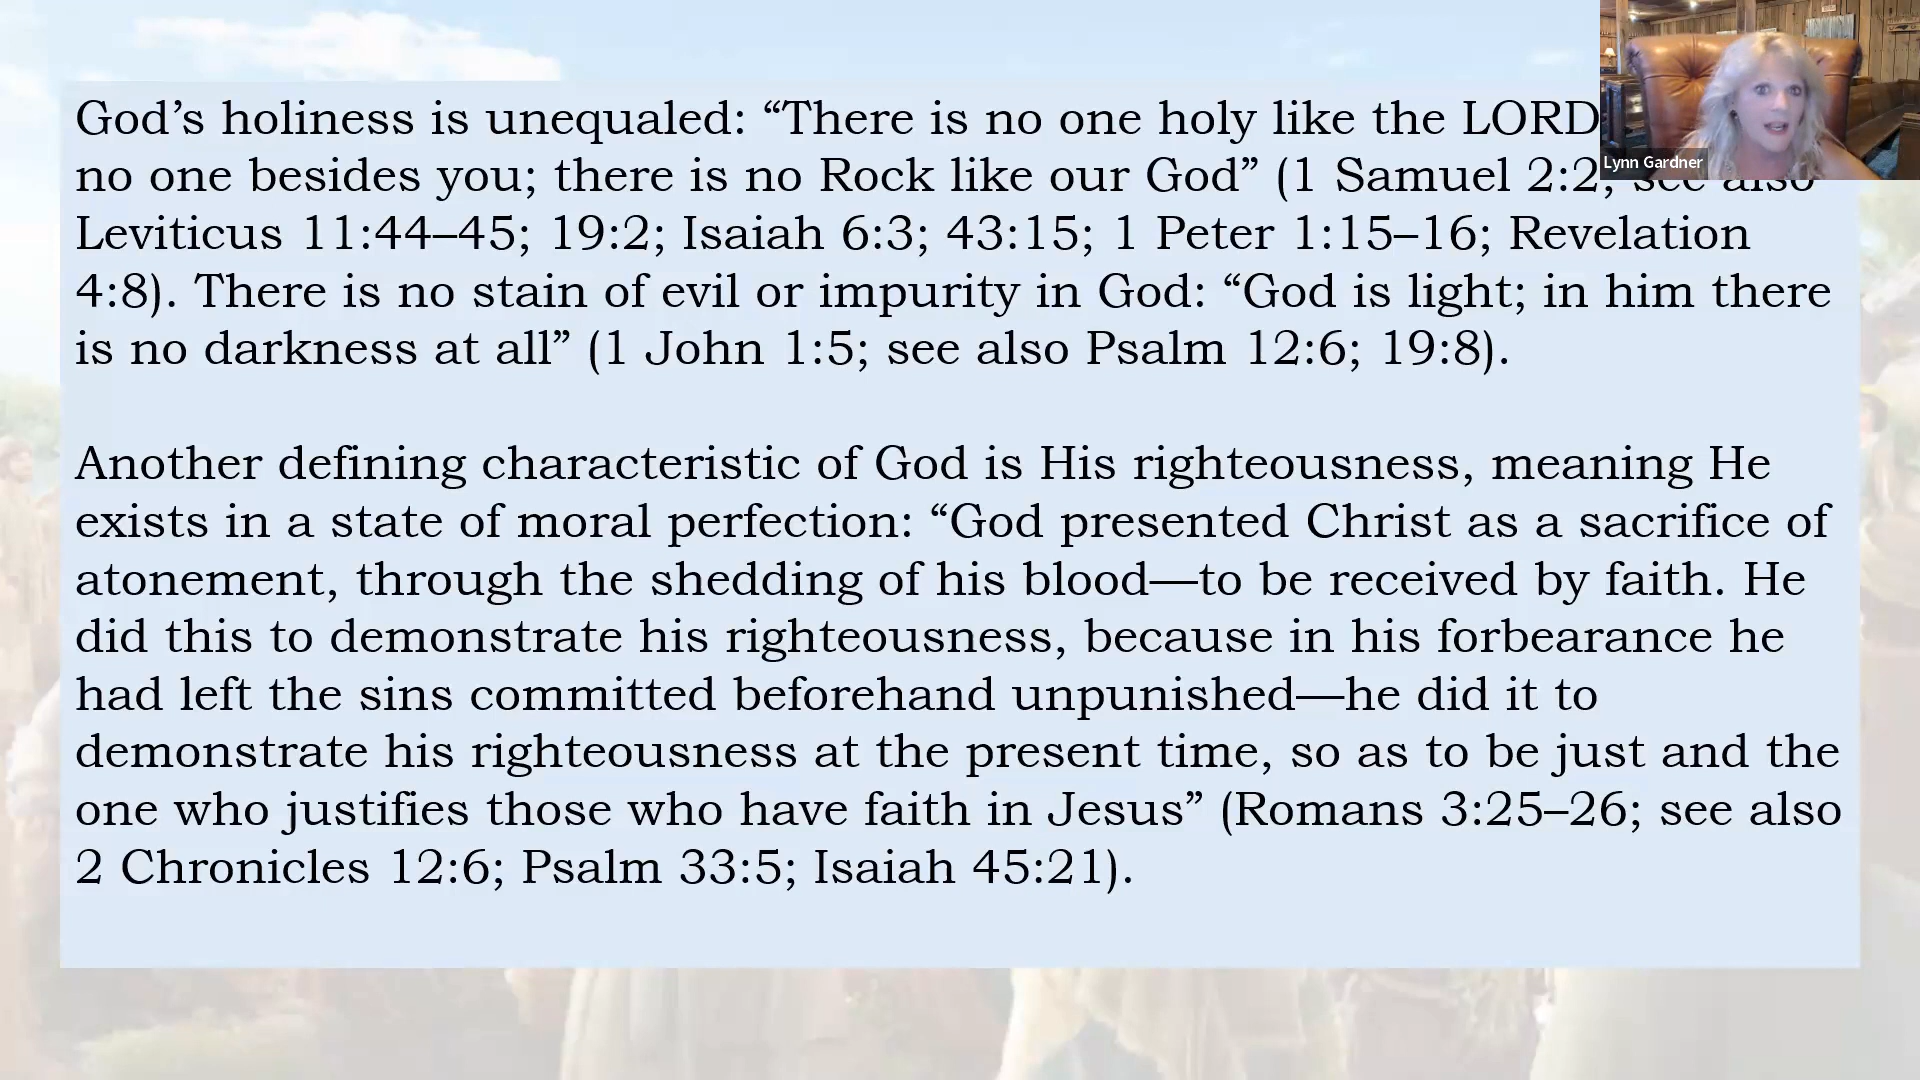 God’s holiness is unequaled: “There is no one holy like the LORD
no one besides you; there is no Rock like our God” (1 Samuel 2:2; see also
Leviticus 11:44–45; 19:2; Isaiah 6:3; 43:15; 1 Peter 1:15–16; Revelation
4:8). There is no stain of evil or impurity in God: “God is light; in him there
is no darkness at all” (1 John 1:5; see also Psalm 12:6; 19:8).
Another defining characteristic of God is His righteousness, meaning He
exists in a state of moral perfection: “God presented Christ as a sacrifice of
atonement, through the shedding of his blood—to be received by faith. He
did this to demonstrate his righteousness, because in his forbearance he
had left the sins committed beforehand unpunished—he did it to
demonstrate his righteousness at the present time, so as to be just and the
one who justifies those who have faith in Jesus” (Romans 3:25–26; see also
2 Chronicles 12:6; Psalm 33:5; Isaiah 45:21).
Lynn Gardner